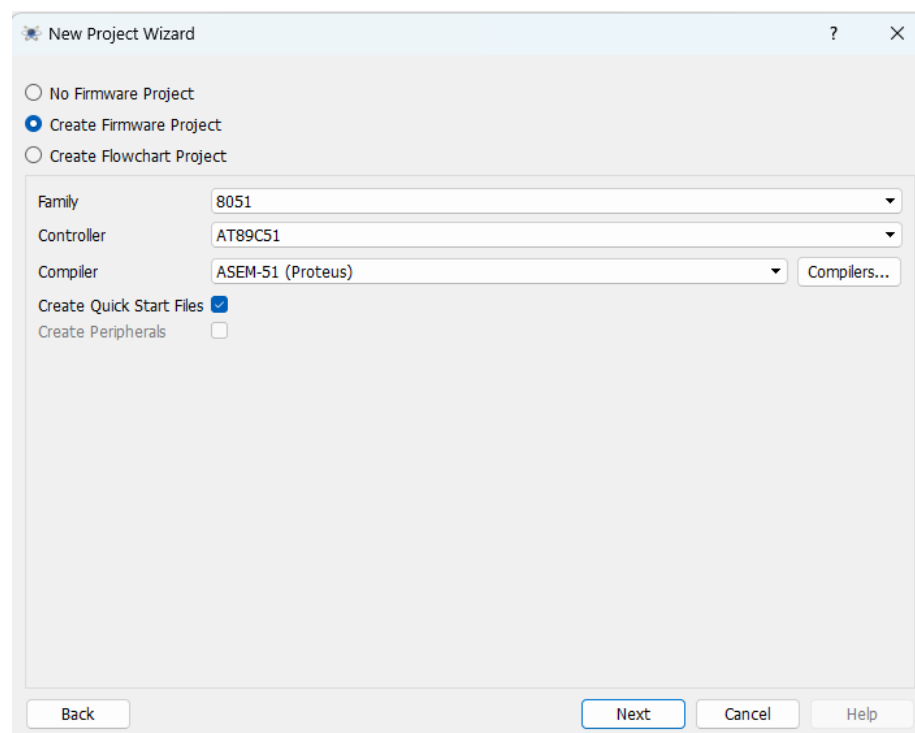 New Project Wizard ?
No Firmware Project
Create Firmware Project
Create Flowchart Project
Family 8051
Controller AT89C51
Compiler ASEM-51 (Proteus) Compilers...
Create Quick Start Files
Create Peripherals
Back Next Cancel Help